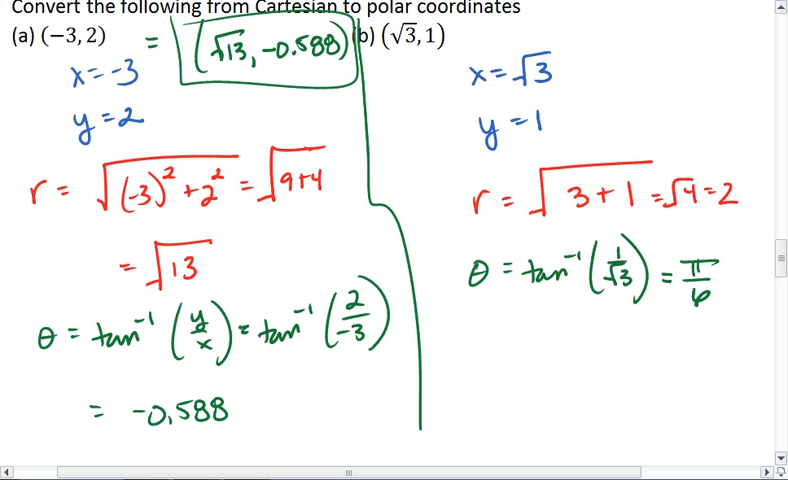 Convert the following from Cartesian to polar coordinates
(a) (−3, 2) = (√13, -0.588)
(b) (√3, 1)
x = -3
y = 2
r = √((-3)² + 2²) = √(9+4)
= √13
θ = tan⁻¹(y/x) = tan⁻¹(2/-3)
= -0.588
x = √3
y = 1
r = √(3+1) = √4 = 2
θ = tan⁻¹(1/√3) = π/6